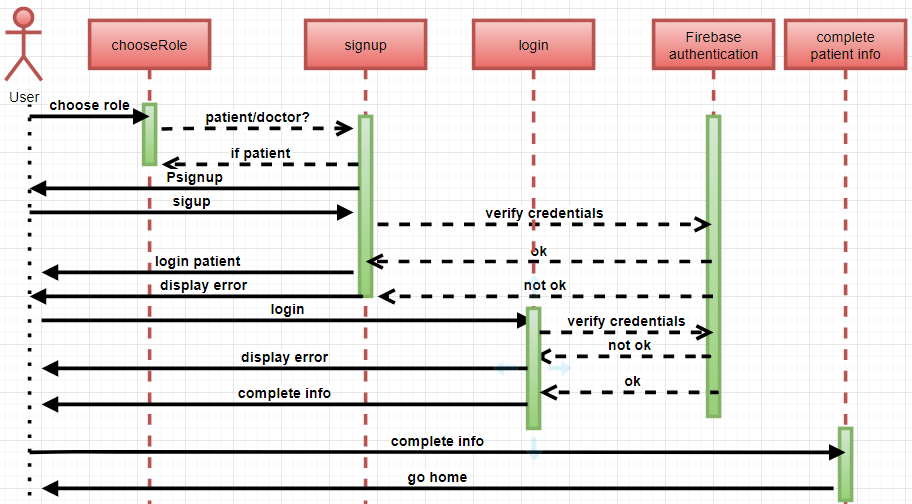 chooseRole
signup
login
Firebase
authentication
complete
patient info
User
choose role
patient/doctor?
if patient
Psignup
sigup
verify credentials
ok
login patient
display error
not ok
login
verify credentials
not ok
display error
ok
complete info
complete info
go home